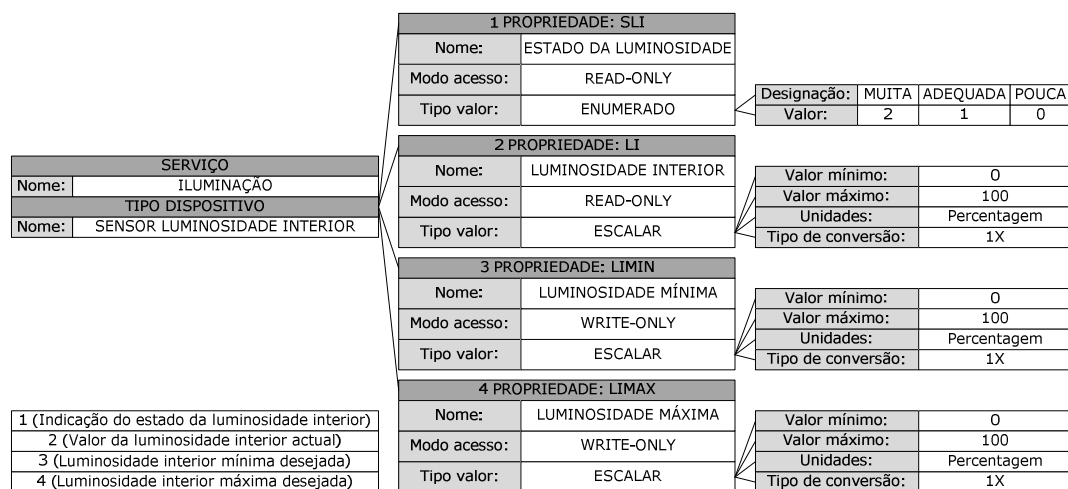 SERVIÇO
Nome: ILUMINAÇÃO
TIPO DISPOSITIVO
Nome: SENSOR LUMINOSIDADE INTERIOR
1 PROPRIEDADE: SLI
Nome: ESTADO DA LUMINOSIDADE
Modo acesso: READ-ONLY
Tipo valor: ENUMERADO
Designação: MUITA ADEQUADA POUCA
Valor: 2 1 0
2 PROPRIEDADE: LI
Nome: LUMINOSIDADE INTERIOR
Modo acesso: READ-ONLY
Tipo valor: ESCALAR
Valor mínimo: 0
Valor máximo: 100
Unidades: Percentagem
Tipo de conversão: 1X
3 PROPRIEDADE: LIMIN
Nome: LUMINOSIDADE MÍNIMA
Modo acesso: WRITE-ONLY
Tipo valor: ESCALAR
Valor mínimo: 0
Valor máximo: 100
Unidades: Percentagem
Tipo de conversão: 1X
4 PROPRIEDADE: LIMAX
Nome: LUMINOSIDADE MÁXIMA
Modo acesso: WRITE-ONLY
Tipo valor: ESCALAR
Valor mínimo: 0
Valor máximo: 100
Unidades: Percentagem
Tipo de conversão: 1X
1 (Indicação do estado da luminosidade interior)
2 (Valor da luminosidade interior actual)
3 (Luminosidade interior mínima desejada)
4 (Luminosidade interior máxima desejada)